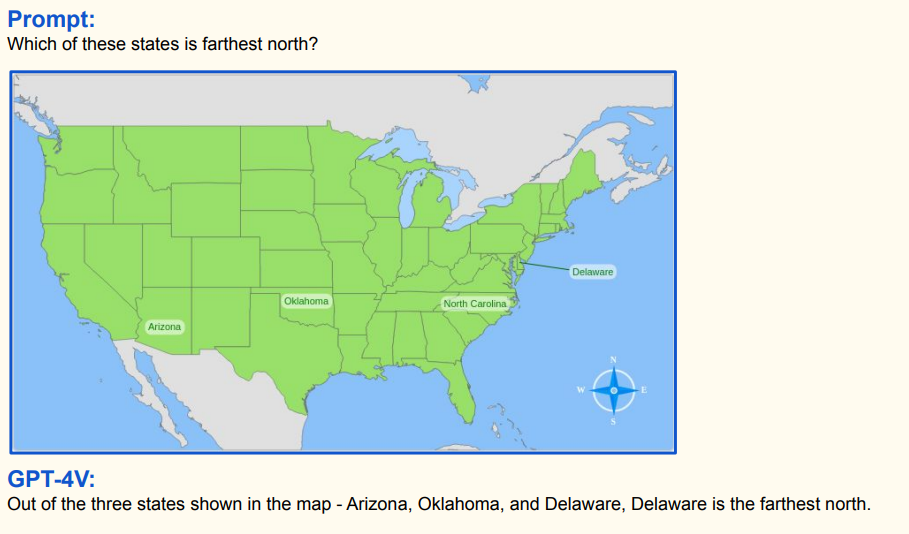 Prompt:
Which of these states is farthest north?
Delaware
Oklahoma
North Carolina
Arizona
N
W E
S
GPT-4V:
Out of the three states shown in the map - Arizona, Oklahoma, and Delaware, Delaware is the farthest north.